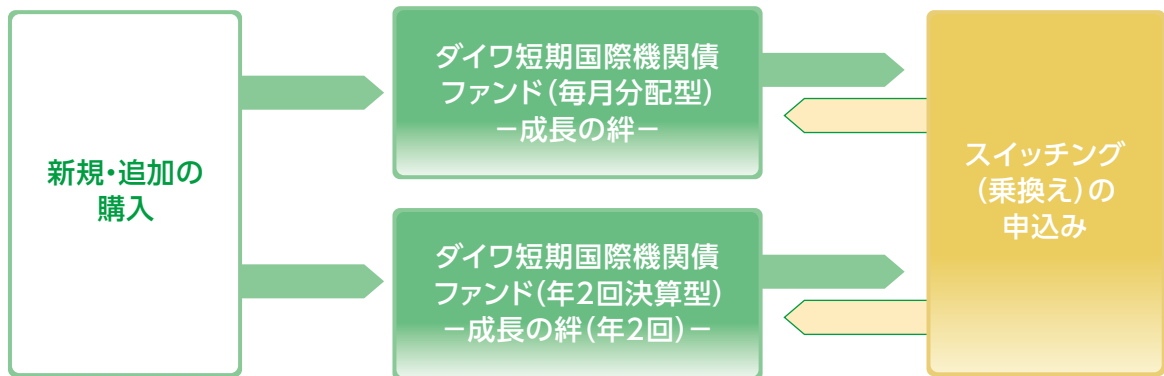 新規・追加の
購入
ダイワ短期国際機関債
ファンド(毎月分配型)
－成長の絆－
ダイワ短期国際機関債
ファンド(年2回決算型)
－成長の絆(年2回)－
スイッチング
(乗換え)の
申込み